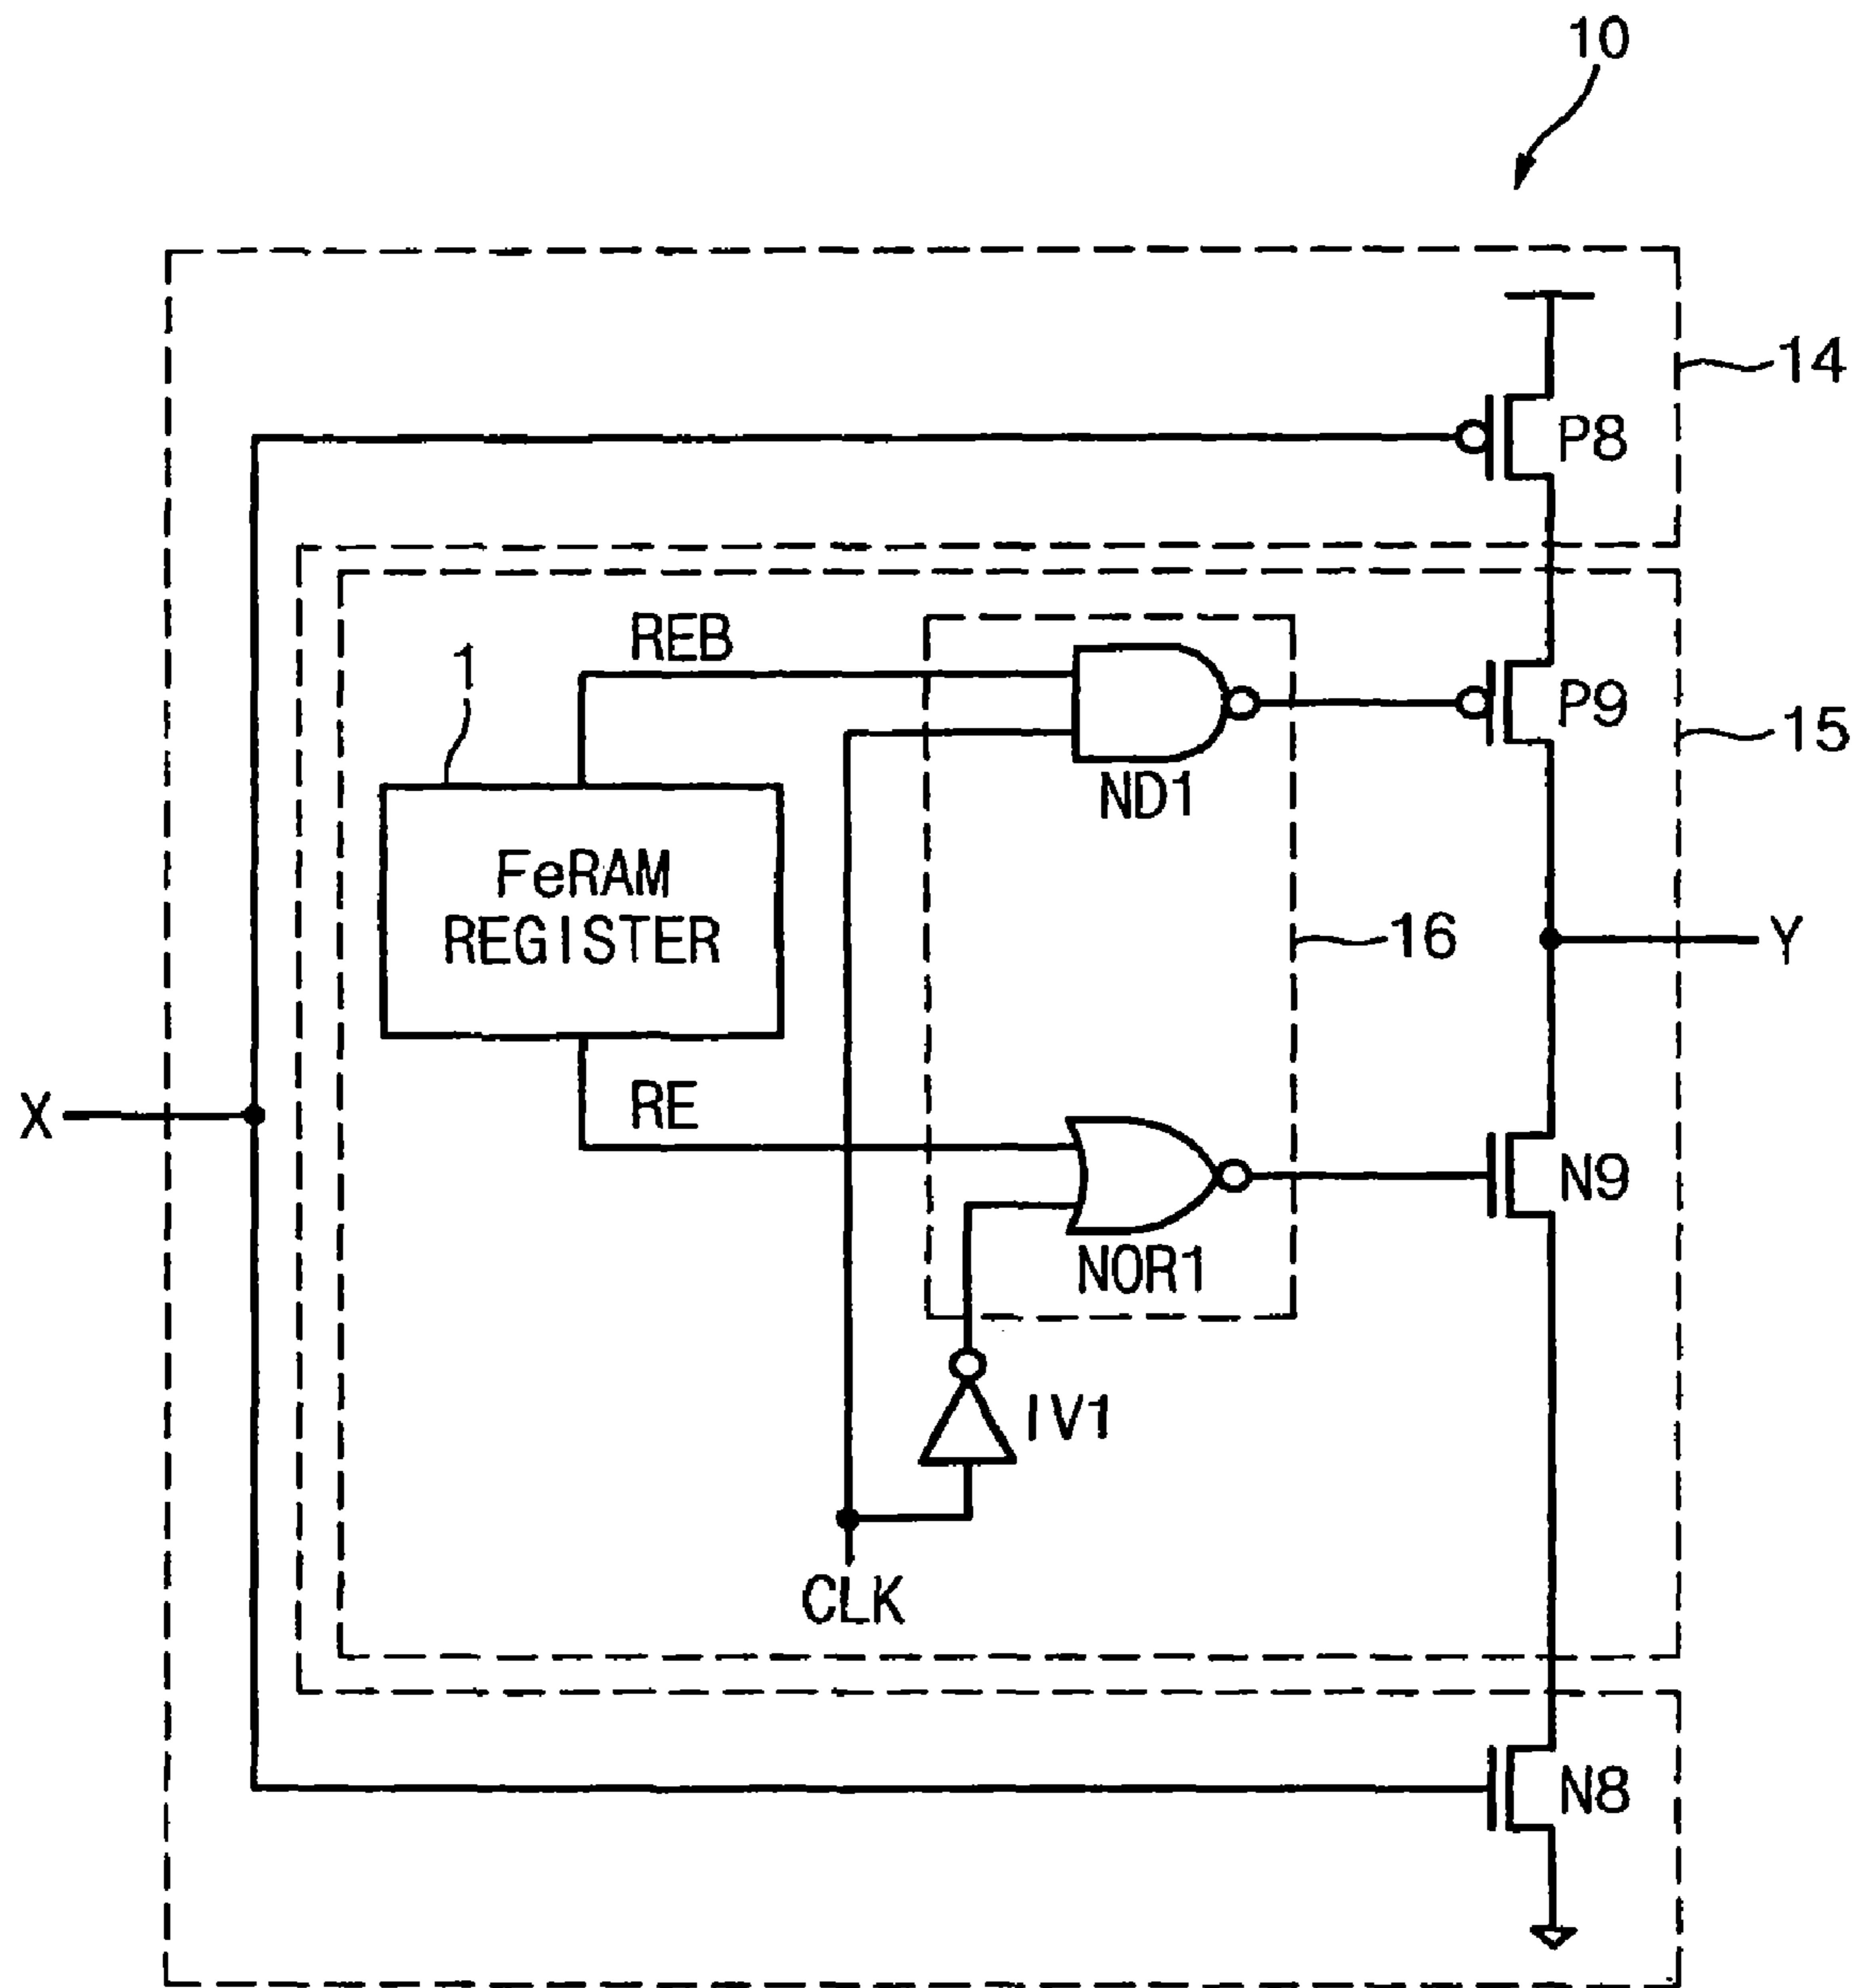 10
14
P8
REB
1
P9
15
ND1
FeRAM
REGISTER
16
Y
X
RE
N9
NOR1
IV1
CLK
N8